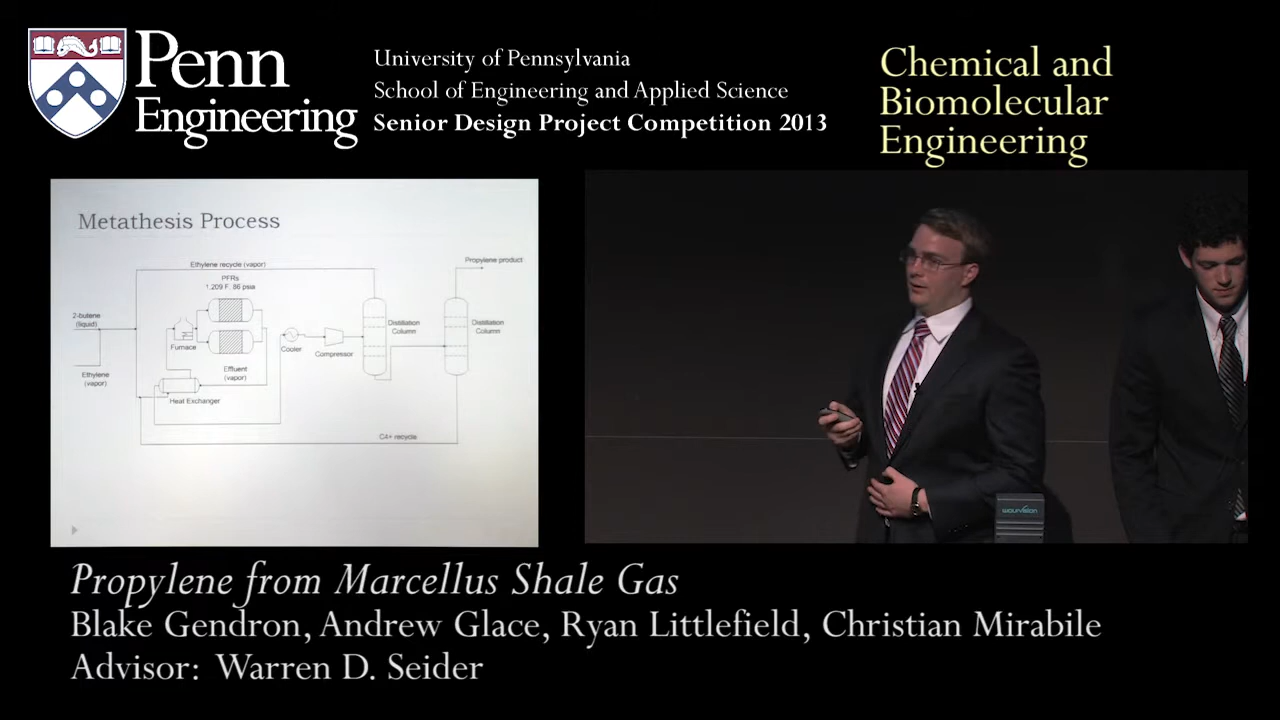 Penn
Engineering
University of Pennsylvania
School of Engineering and Applied Science
Senior Design Project Competition 2013
Chemical and
Biomolecular
Engineering
Metathesis Process
Ethylene recycle (vapor)
Propylene product
PFRs
1,209 F, 86 psia
2-butene
(liquid)
Furnace
Cooler
Compressor
Distillation
Column
Distillation
Column
Ethylene
(vapor)
Effluent
(vapor)
Heat Exchanger
C4+ recycle
Propylene from Marcellus Shale Gas
Blake Gendron, Andrew Glace, Ryan Littlefield, Christian Mirabile
Advisor: Warren D. Seider